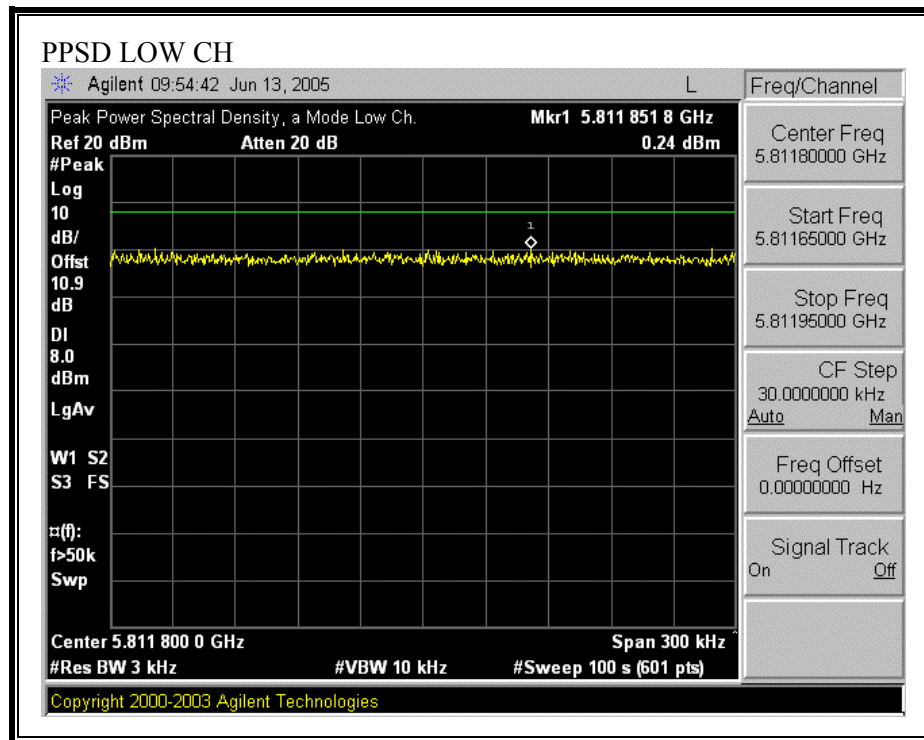 PPSD LOW CH
Agilent 09:54:42 Jun 13, 2005 L
Freq/Channel
Peak Power Spectral Density, a Mode Low Ch. Mkr1 5.811 851 8 GHz
Ref 20 dBm Atten 20 dB 0.24 dBm
#Peak
Log
10
dB/
Offst
10.9
dB
DI
8.0
dBm
LgAv
W1 S2
S3 FS
¤(f):
f>50k
Swp
1
Center 5.811 800 0 GHz Span 300 kHz
#Res BW 3 kHz #VBW 10 kHz #Sweep 100 s (601 pts)
Copyright 2000-2003 Agilent Technologies
Center Freq
5.81180000 GHz
Start Freq
5.81165000 GHz
Stop Freq
5.81195000 GHz
CF Step
30.0000000 kHz
Auto Man
Freq Offset
0.00000000 Hz
Signal Track
On Off